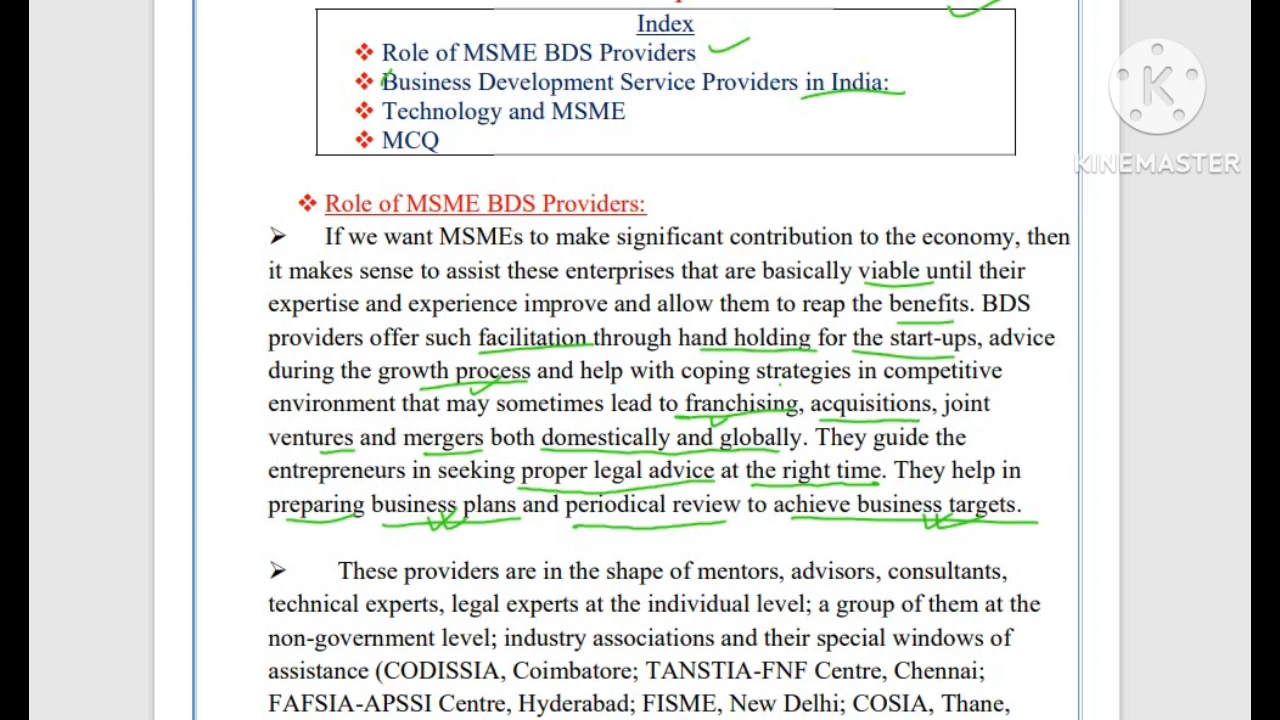 Index
❖ Role of MSME BDS Providers
❖ Business Development Service Providers in India:
❖ Technology and MSME
❖ MCQ
K
KINEMASTER
❖ Role of MSME BDS Providers:
➢ If we want MSMEs to make significant contribution to the economy, then
it makes sense to assist these enterprises that are basically viable until their
expertise and experience improve and allow them to reap the benefits. BDS
providers offer such facilitation through hand holding for the start-ups, advice
during the growth process and help with coping strategies in competitive
environment that may sometimes lead to franchising, acquisitions, joint
ventures and mergers both domestically and globally. They guide the
entrepreneurs in seeking proper legal advice at the right time. They help in
preparing business plans and periodical review to achieve business targets.
➢ These providers are in the shape of mentors, advisors, consultants,
technical experts, legal experts at the individual level; a group of them at the
non-government level; industry associations and their special windows of
assistance (CODISSIA, Coimbatore; TANSTIA-FNF Centre, Chennai;
FAFSIA-APSSI Centre, Hyderabad; FISME, New Delhi; COSIA, Thane,